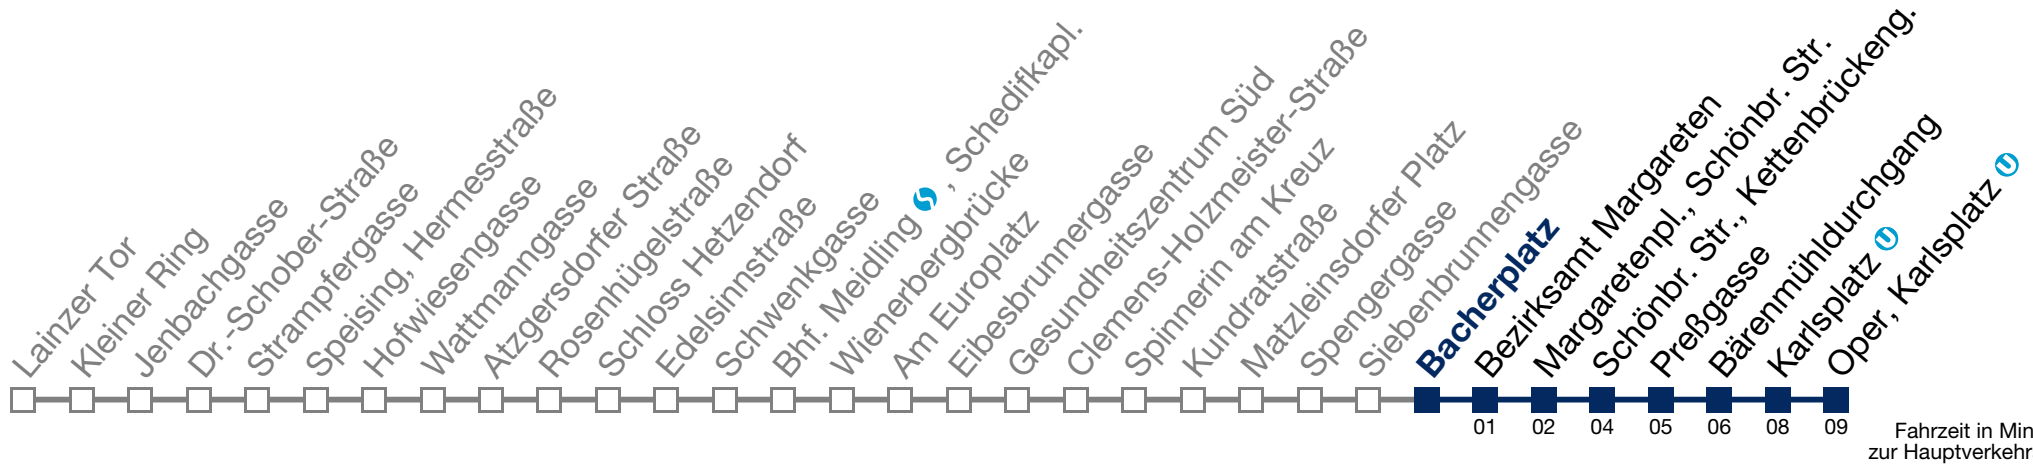 Lainzer Tor
Kleiner Ring
Jenbachgasse
Dr.-Schober-Straße
Strampfergasse
Speising, Hermesstraße
Hofwiesengasse
Wattmanngasse
Atzgersdorfer Straße
Rosenhügelstraße
Schloss Hetzendorf
Edelsinnstraße
Schwenkgasse
Bhf. Meidling S , Schedifkapl.
Wienerbergbrücke
Am Europlatz
Eibesbrunnergasse
Gesundheitszentrum Süd
Clemens-Holzmeister-Straße
Spinnerin am Kreuz
Kundratstraße
Matzleinsdorfer Platz
Spengergasse
Siebenbrunnengasse
Bacherplatz
Bezirksamt Margareten
Margaretenpl., Schönbr. Str.
Schönbr. Str., Kettenbrückeng.
Preßgasse
Bärenmühldurchgang
Karlsplatz U
Oper, Karlsplatz U
01 02 04 05 06 08 09
Fahrzeit in Min
zur Hauptverkehr